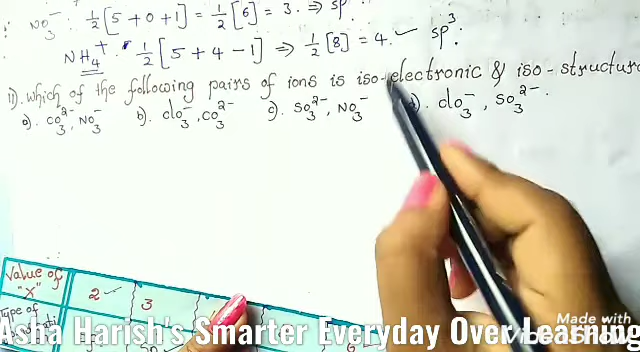 NO₃⁻ ½[5+0+1] = ½[6] = 3. ⇒ sp
NH₄⁺ · ½[5+4-1] ⇒ ½[8] = 4. sp³.
11). which of the following pairs of ions is iso-electronic & iso-structura
a). CO₃²⁻, NO₃⁻ b). clO₃⁻, CO₃²⁻ c). SO₃²⁻, NO₃⁻ d). clO₃⁻, SO₃²⁻.
Value of
"X" 2 3
Type of
Asha Harish's Smarter Everyday Over Learning
Made with